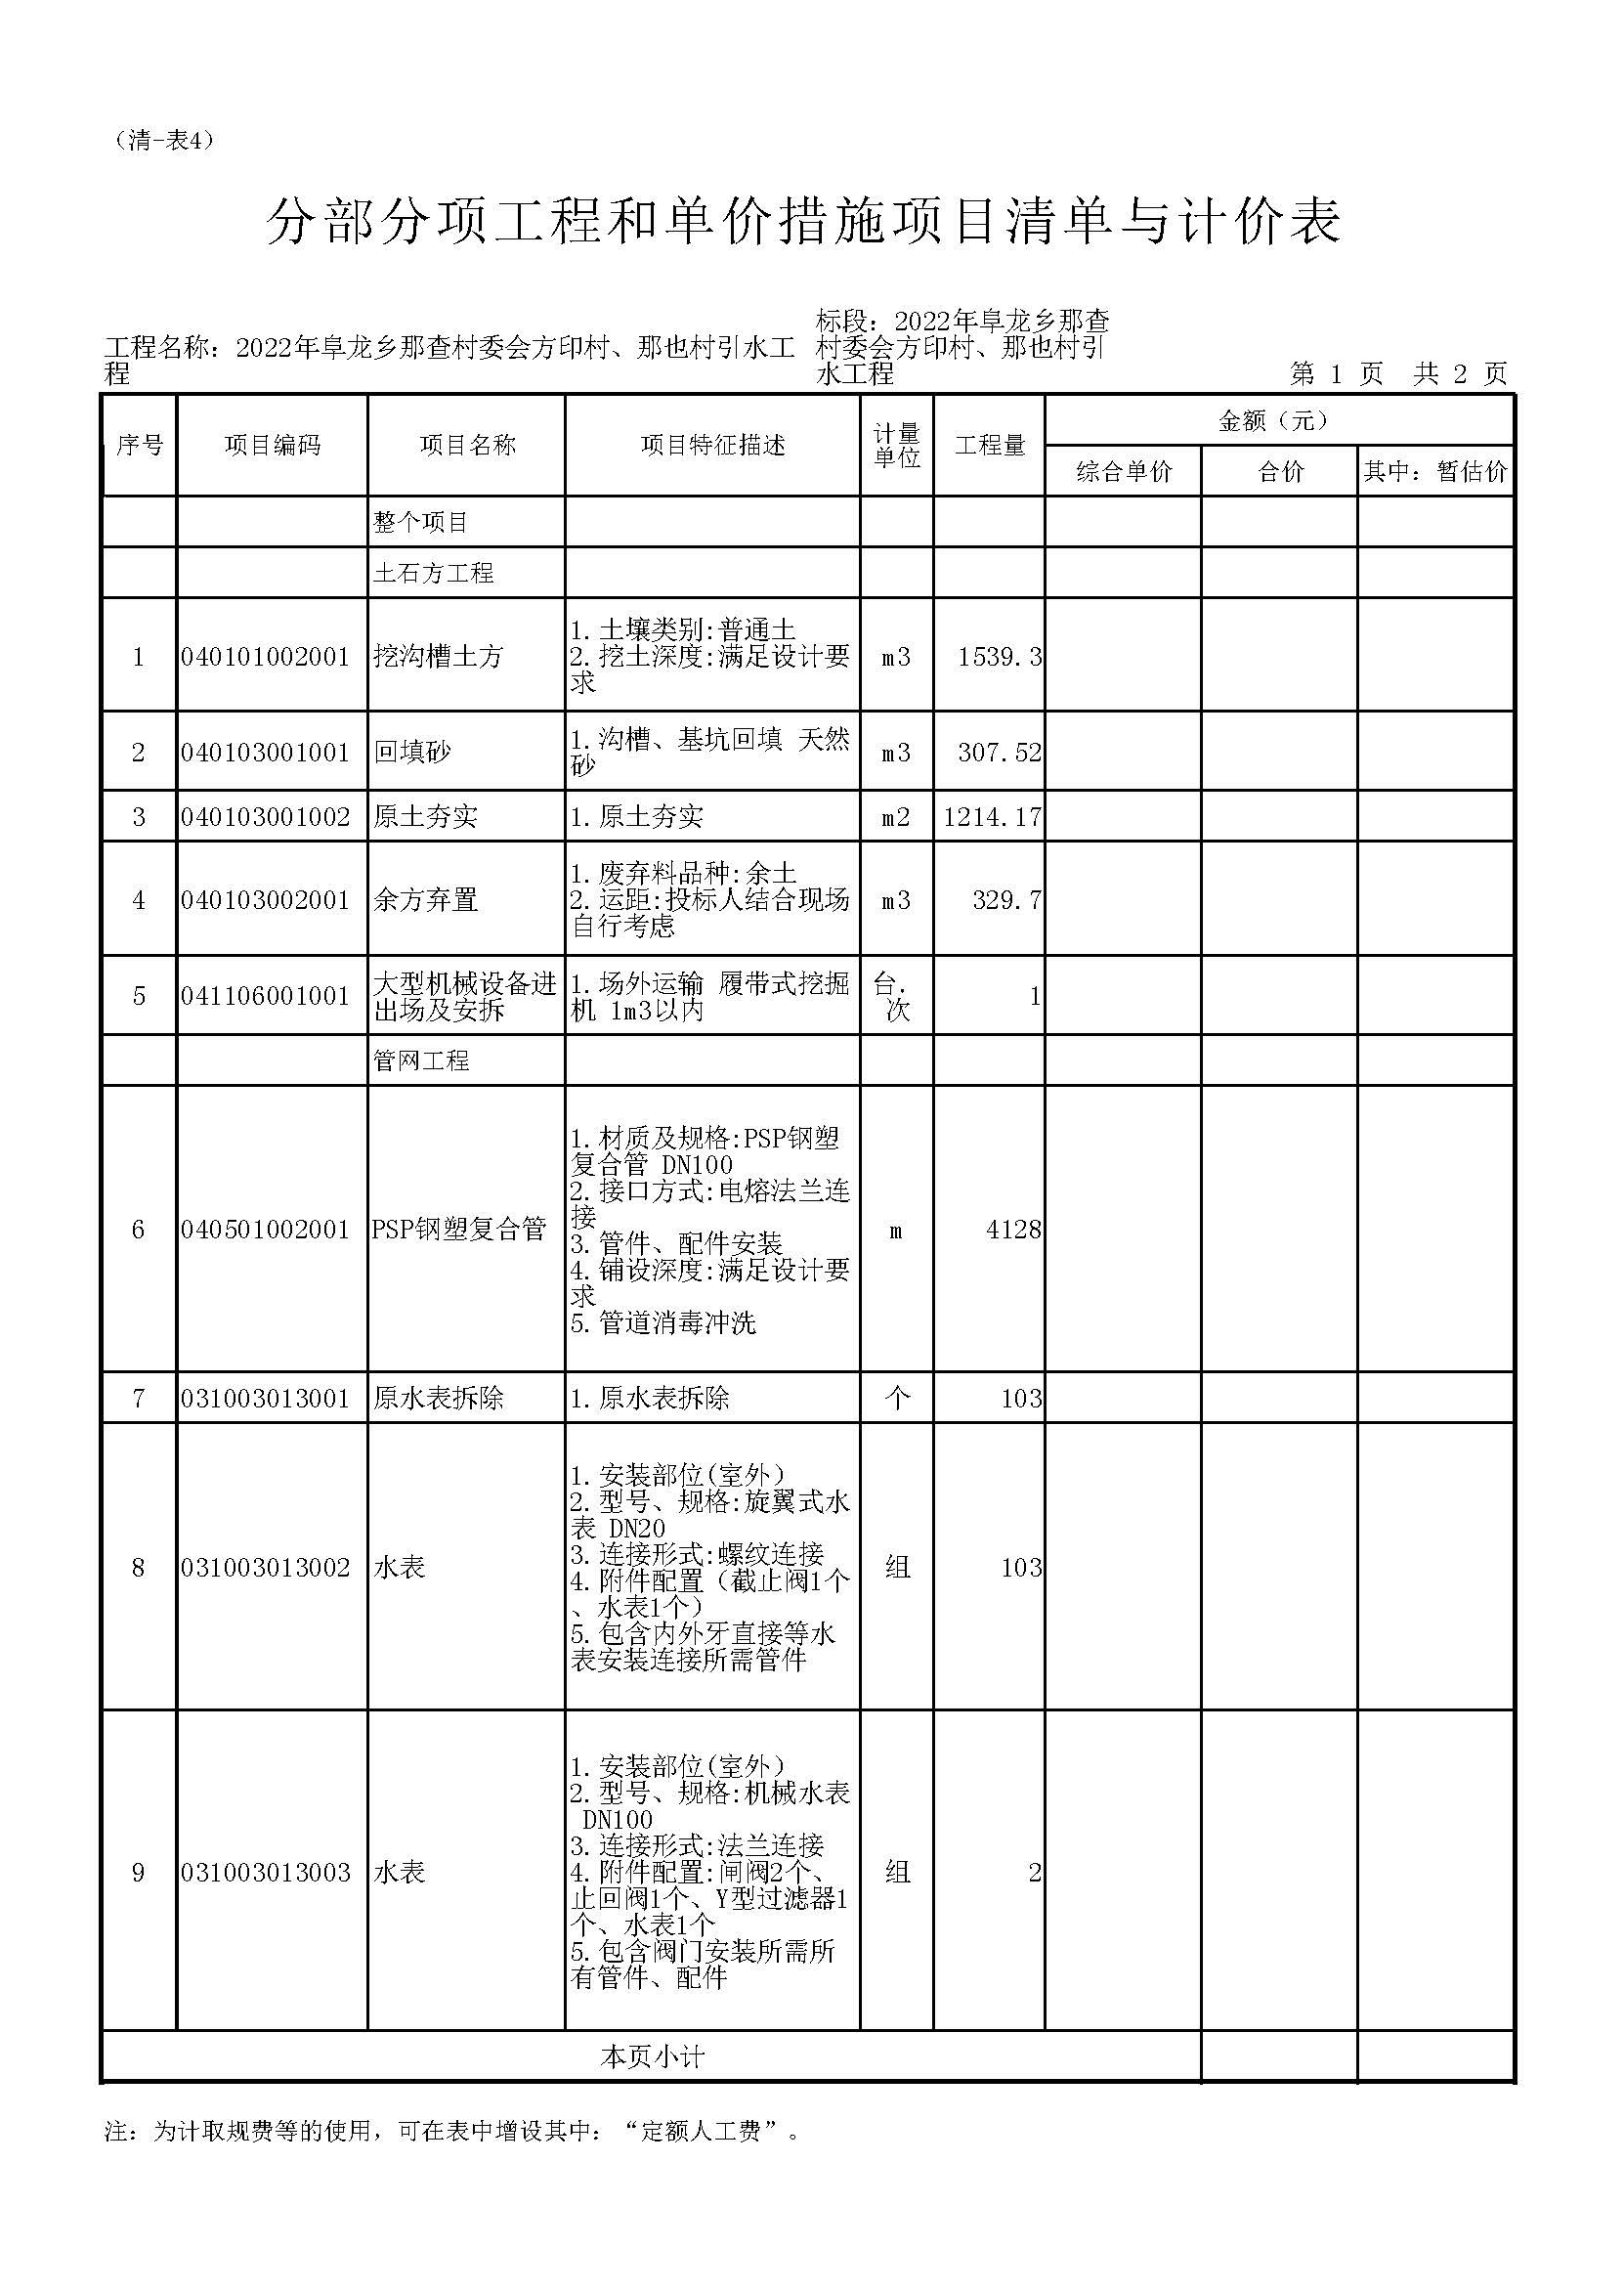 （清-表4）
分部分项工程和单价措施项目清单与计价表
工程名称：2022年阜龙乡那查村委会方印村、那也村引水工
程
标段：2022年阜龙乡那查
村委会方印村、那也村引
水工程
第 1 页 共 2 页
序号 项目编码 项目名称 项目特征描述 计量单位 工程量 金额（元）
综合单价 合价 其中：暂估价
整个项目
土石方工程
1 040101002001 挖沟槽土方 1.土壤类别:普通土
2.挖土深度:满足设计要
求
m3 1539.3
2 040103001001 回填砂 1.沟槽、基坑回填 天然
砂
m3 307.52
3 040103001002 原土夯实 1.原土夯实 m2 1214.17
4 040103002001 余方弃置 1.废弃料品种:余土
2.运距:投标人结合现场
自行考虑
m3 329.7
5 041106001001 大型机械设备进
出场及安拆
1.场外运输 履带式挖掘
机 1m3以内
台.
次
1
管网工程
6 040501002001 PSP钢塑复合管 1.材质及规格:PSP钢塑
复合管 DN100
2.接口方式:电熔法兰连
接
3.管件、配件安装
4.铺设深度:满足设计要
求
5.管道消毒冲洗
m 4128
7 031003013001 原水表拆除 1.原水表拆除 个 103
8 031003013002 水表 1.安装部位(室外)
2.型号、规格:旋翼式水
表 DN20
3.连接形式:螺纹连接
4.附件配置（截止阀1个
、水表1个）
5.包含内外牙直接等水
表安装连接所需管件
组 103
9 031003013003 水表 1.安装部位(室外)
2.型号、规格:机械水表
DN100
3.连接形式:法兰连接
4.附件配置:闸阀2个、
止回阀1个、Y型过滤器1
个、水表1个
5.包含阀门安装所需所
有管件、配件
组 2
本页小计
注：为计取规费等的使用，可在表中增设其中：“定额人工费”。